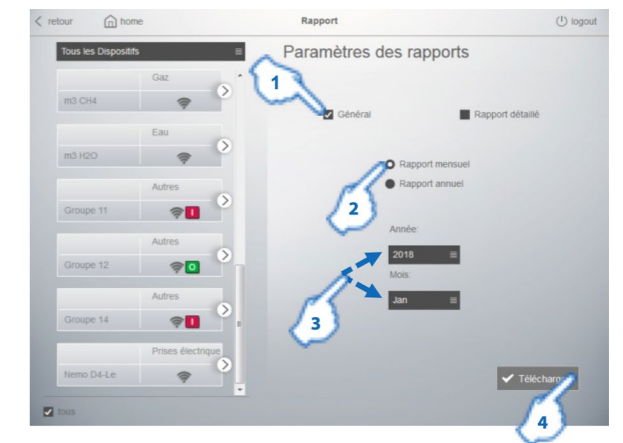 retour
home
Rapport
logout
Tous les Dispositifs
Paramètres des rapports
Gaz
m3 CH4
1
Général
Rapport détaillé
Eau
m3 H2O
Rapport mensuel
Rapport annuel
2
Autres
Groupe 11
I
Année:
2018
Mois:
Jan
3
Autres
Groupe 12
O
Autres
Groupe 14
I
Prises électrique
Nemo D4-Le
tous
4